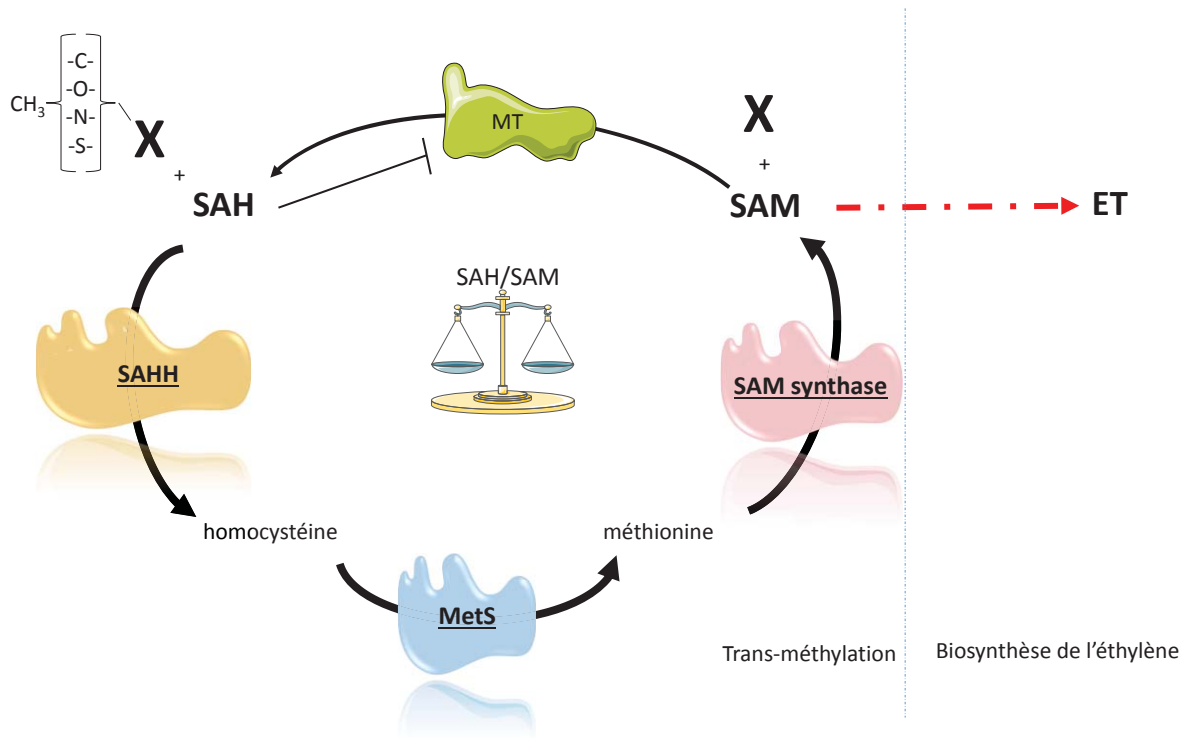 -C-
-O-
CH3
-N-
-S-
X
+
SAH
MT
X
+
SAM
ET
SAH/SAM
SAHH
SAM synthase
homocystéine
méthionine
MetS
Trans-méthylation
Biosynthèse de l'éthylène